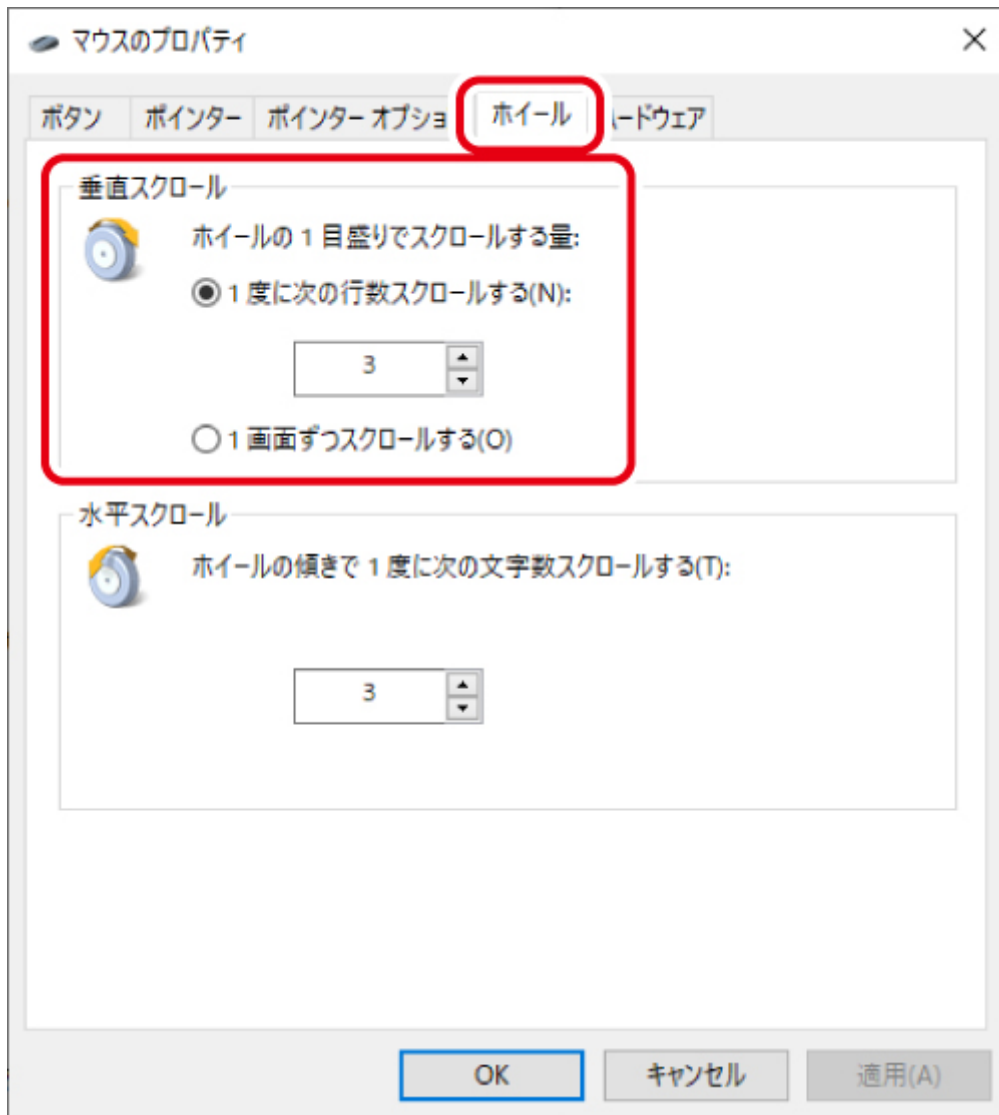 マウスのプロパティ
ボタン ポインター ポインター オプショ ホイール ードウェア
垂直スクロール
ホイールの 1 目盛りでスクロールする量:
1 度に次の行数スクロールする(N):
3
1 画面ずつスクロールする(O)
水平スクロール
ホイールの傾きで 1 度に次の文字数スクロールする(T):
3
OK キャンセル 適用(A)